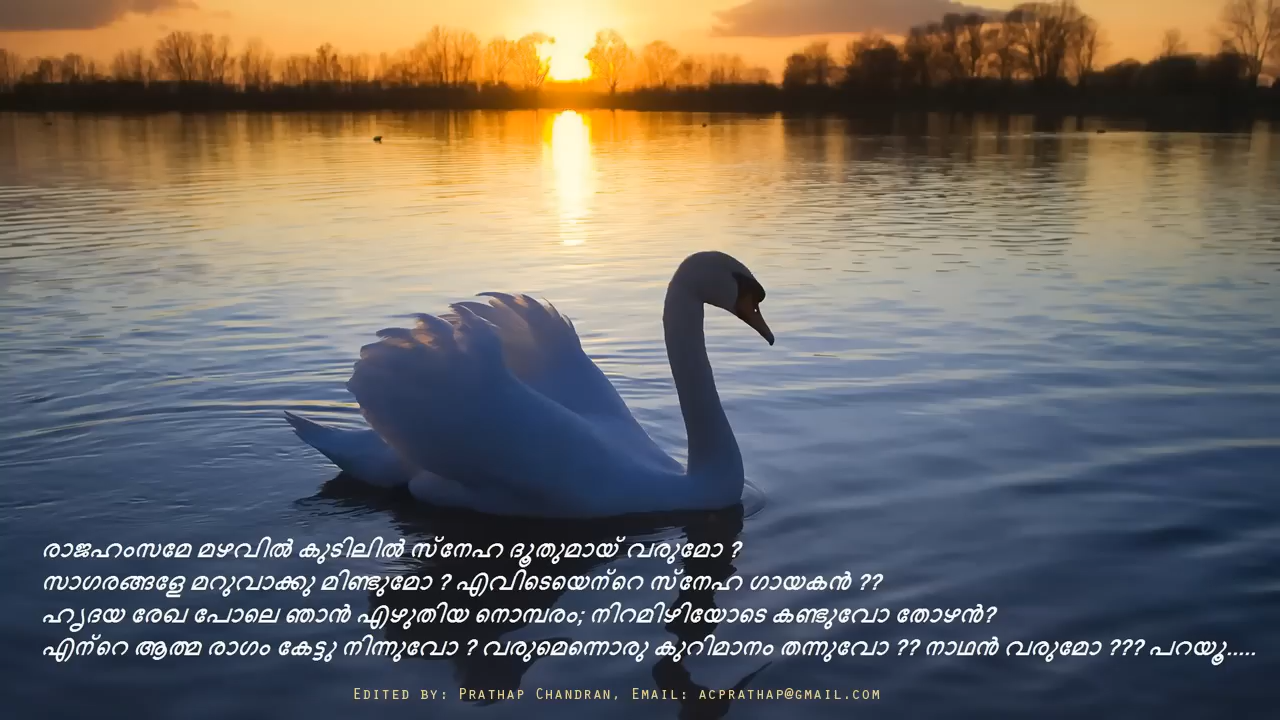 രാജഹംസമേ മഴവിൽ കുടിലിൽ സ്നേഹ ദൂതുമായ് വരുമോ ?
സാഗരങ്ങളേ മറുവാക്കു മിണ്ടുമോ ? എവിടെയെന്റെ സ്നേഹ ഗായകൻ ??
ഹൃദയ രേഖ പോലെ ഞാൻ എഴുതിയ നൊമ്പരം; നിറമിഴിയോടെ കണ്ടുവോ തോഴൻ?
എന്റെ ആത്മ രാഗം കേട്ടു നിന്നുവോ ? വരുമെന്നൊരു കുറിമാനം തന്നുവോ ?? നാഥൻ വരുമോ ??? പറയൂ.....
Edited by: Prathap Chandran, Email: acprathap@gmail.com